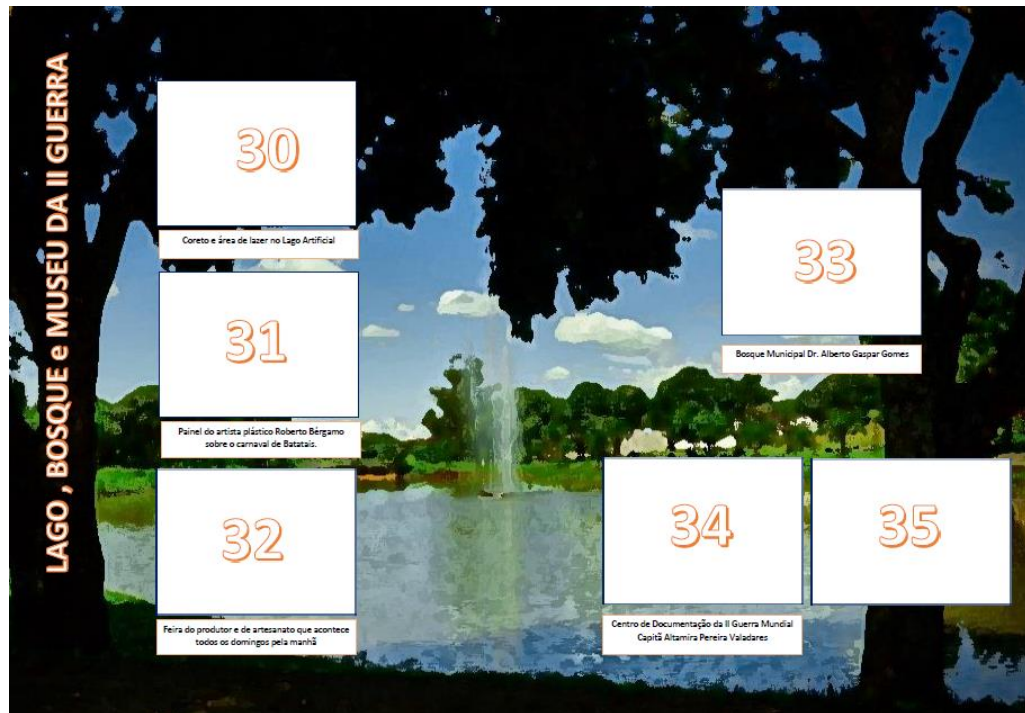 LAGO , BOSQUE e MUSEU DA II GUERRA
30
Coreto e área de lazer no Lago Artificial
31
Painel do artista plástico Roberto Bérgamo
sobre o carnaval de Batatais.
32
Feira do produtor e de artesanato que acontece
todos os domingos pela manhã
33
Bosque Municipal Dr. Alberto Gaspar Gomes
34
35
Centro de Documentação da II Guerra Mundial
Capitã Altamira Pereira Valadares